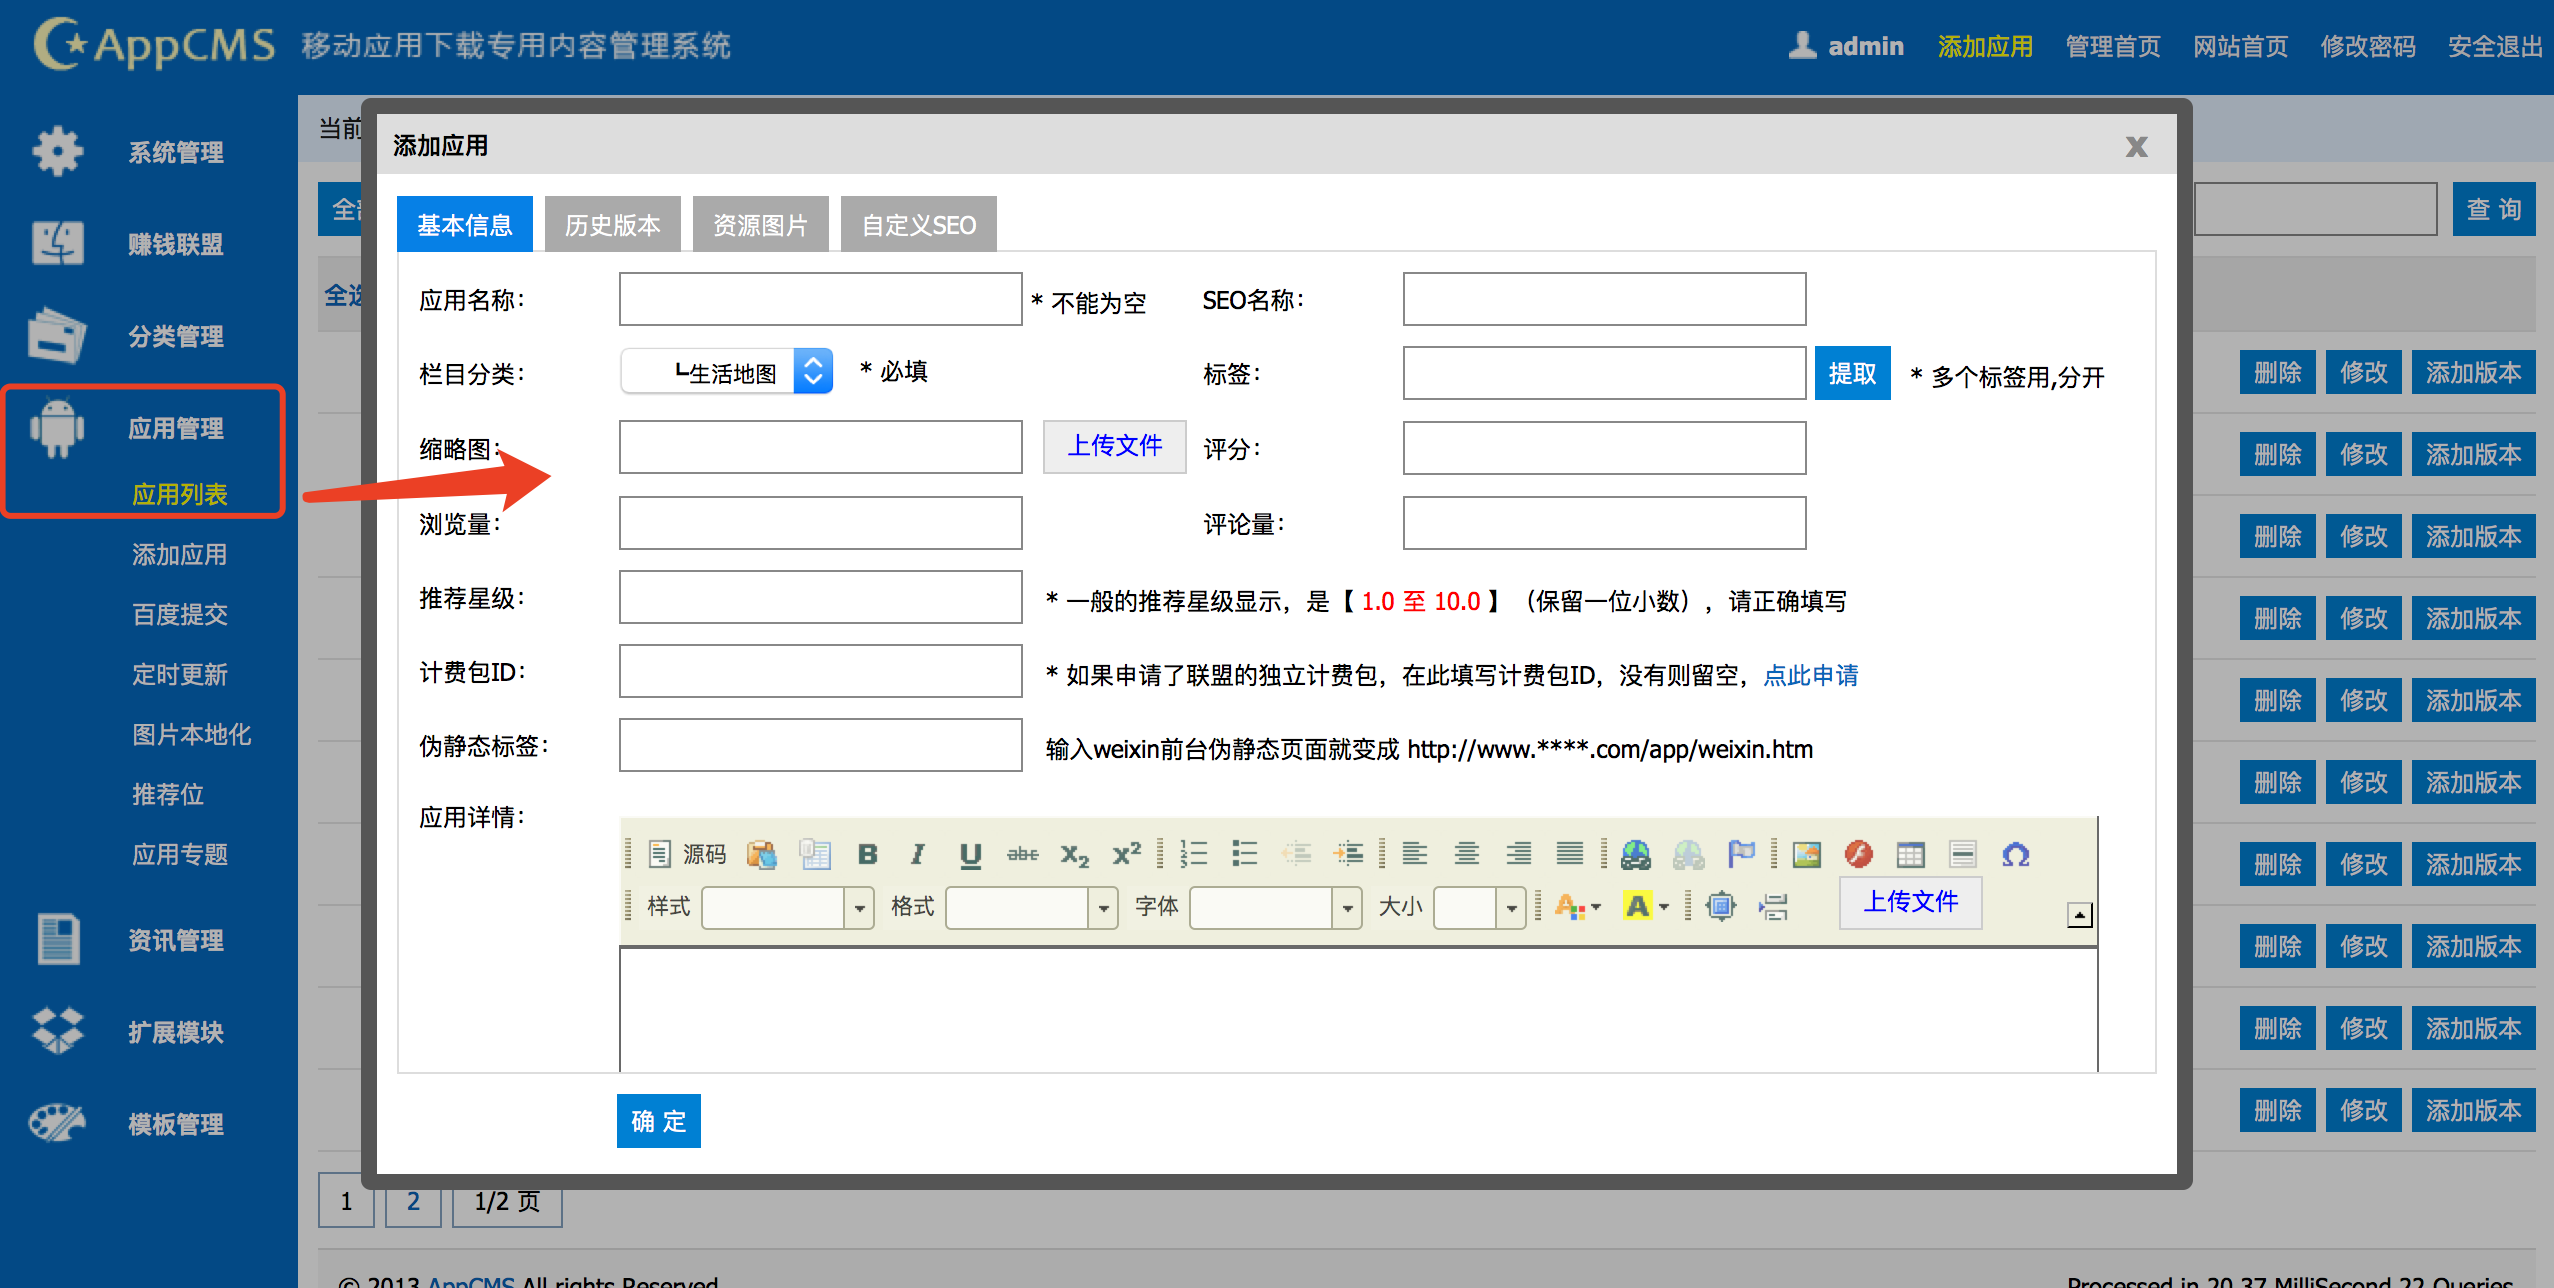 AppCMS 移动应用下载专用内容管理系统
admin 添加应用 管理首页 网站首页 修改密码 安全退出
系统管理
赚钱联盟
分类管理
应用管理
应用列表
添加应用
百度提交
定时更新
图片本地化
推荐位
应用专题
资讯管理
扩展模块
模板管理
当前
查 询
添加应用 x
基本信息 历史版本 资源图片 自定义SEO
应用名称： * 不能为空 SEO名称：
栏目分类： ┗生活地图 * 必填 标签： 提取 * 多个标签用,分开
缩略图： 上传文件 评分：
浏览量： 评论量：
推荐星级： * 一般的推荐星级显示，是【 1.0 至 10.0 】（保留一位小数），请正确填写
计费包ID： * 如果申请了联盟的独立计费包，在此填写计费包ID，没有则留空，点此申请
伪静态标签： 输入weixin前台伪静态页面就变成 http://www.****.com/app/weixin.htm
应用详情：
源码 B I U abc X₂ X²
样式 格式 字体 大小 A A 上传文件
确 定
删除 修改 添加版本
删除 修改 添加版本
删除 修改 添加版本
删除 修改 添加版本
删除 修改 添加版本
删除 修改 添加版本
删除 修改 添加版本
删除 修改 添加版本
删除 修改 添加版本
删除 修改 添加版本
1 2 1/2 页
© 2013 AppCMS All rights Reserved
Processed in 20.37 MilliSecond 22 Queries